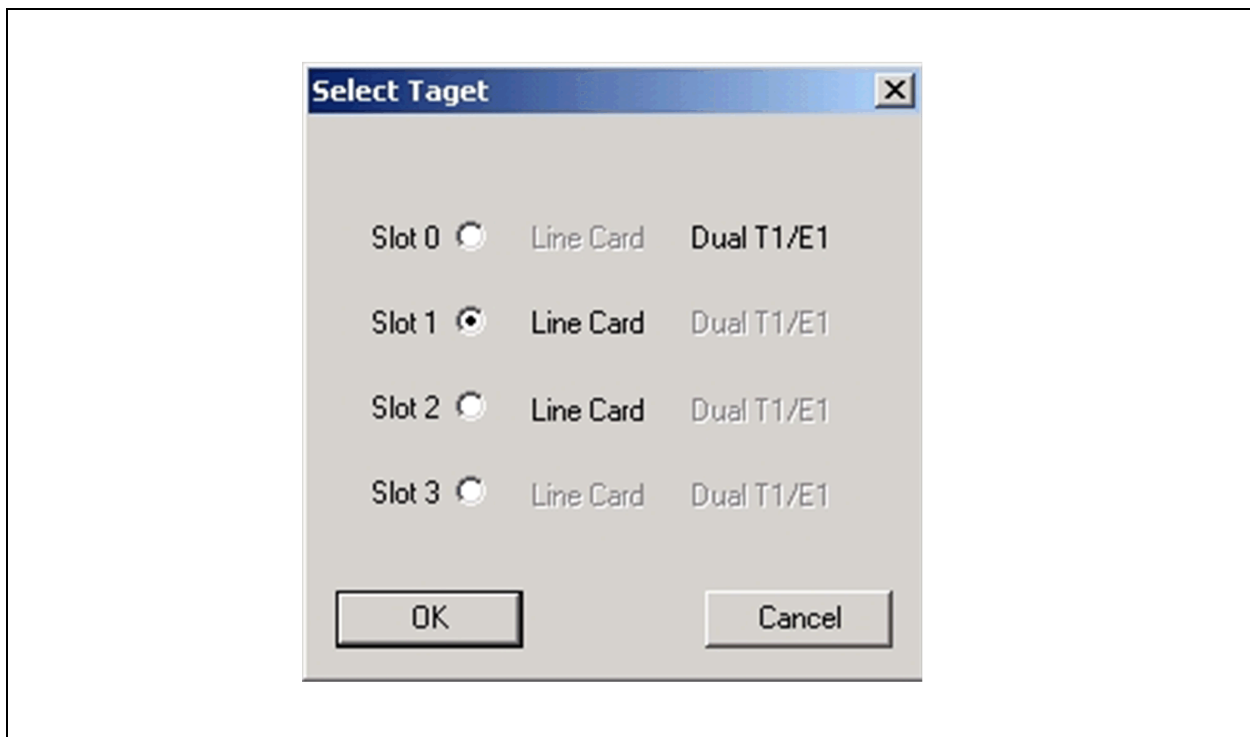 Select Taget
Slot 0 Line Card Dual T1/E1
Slot 1 Line Card Dual T1/E1
Slot 2 Line Card Dual T1/E1
Slot 3 Line Card Dual T1/E1
OK Cancel